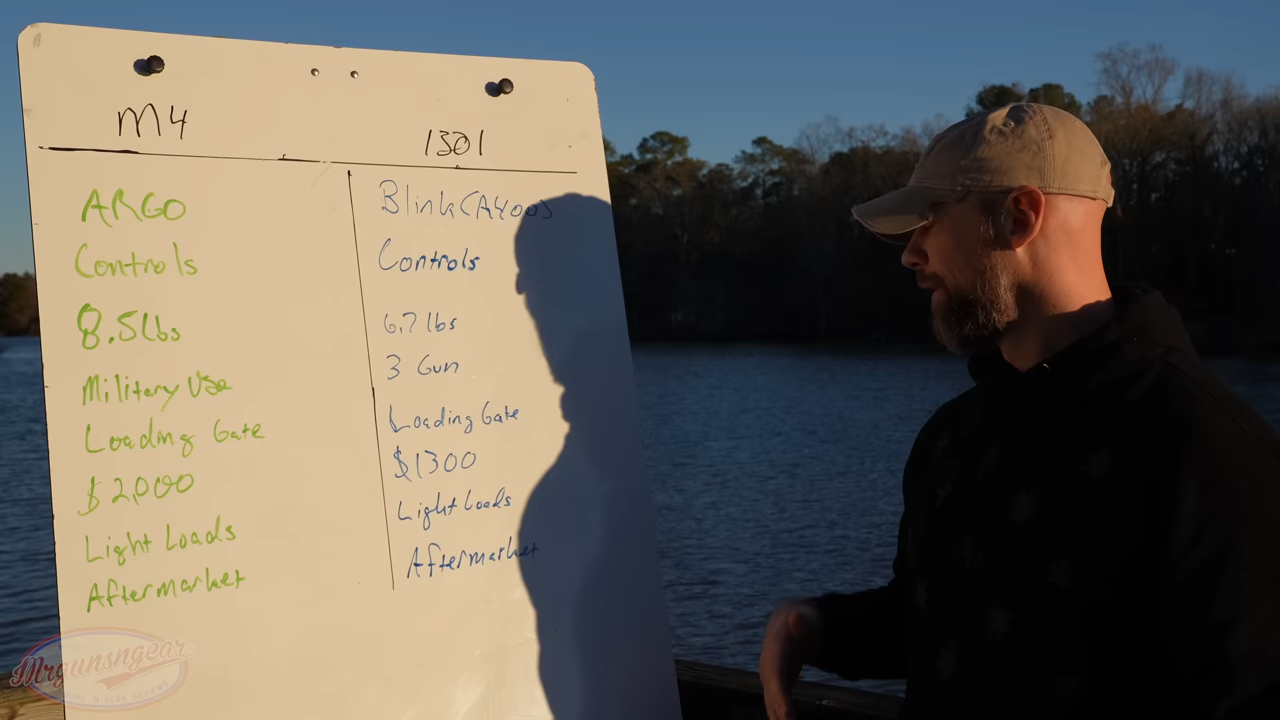 M4
1301
ARGO
Controls
8.5lbs
Military Use
Loading Gate
$2,000
Light Loads
Aftermarket
Blink(A400)
Controls
6.7 lbs
3 Gun
Loading Gate
$1300
Light Loads
Aftermarket
Mrgunsngear